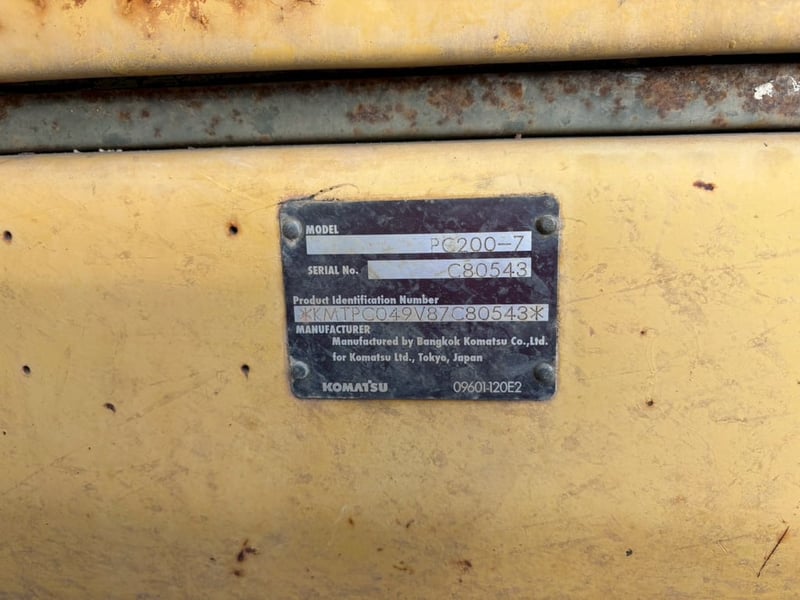 MODEL
PC200-7
SERIAL No. C80543
Product Identification Number
*KMTPC049V87C80543*
MANUFACTURER
Manufactured by Bangkok Komatsu Co.,Ltd.
for Komatsu Ltd., Tokyo, Japan
KOMATSU 09601-120E2